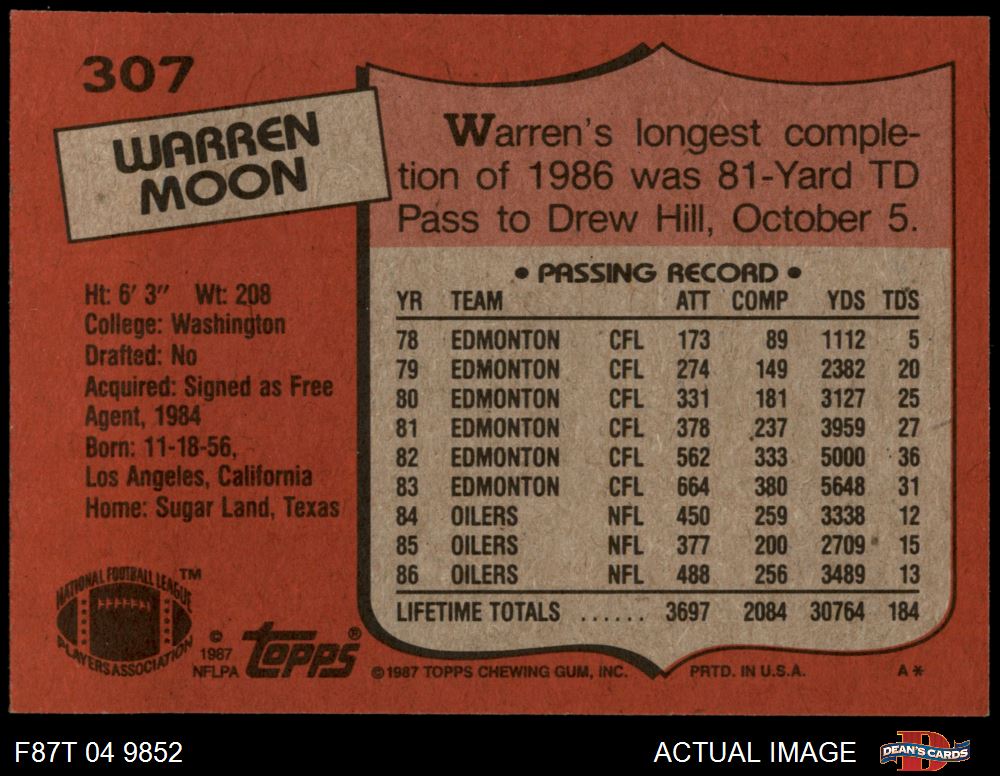 307
WARREN
MOON
Warren's longest comple-
tion of 1986 was 81-Yard TD
Pass to Drew Hill, October 5.
Ht: 6' 3" Wt: 208
College: Washington
Drafted: No
Acquired: Signed as Free
Agent, 1984
Born: 11-18-56,
Los Angeles, California
Home: Sugar Land, Texas
• PASSING RECORD •
YR TEAM ATT COMP YDS TD'S
78 EDMONTON CFL 173 89 1112 5
79 EDMONTON CFL 274 149 2382 20
80 EDMONTON CFL 331 181 3127 25
81 EDMONTON CFL 378 237 3959 27
82 EDMONTON CFL 562 333 5000 36
83 EDMONTON CFL 664 380 5648 31
84 OILERS NFL 450 259 3338 12
85 OILERS NFL 377 200 2709 15
86 OILERS NFL 488 256 3489 13
LIFETIME TOTALS ...... 3697 2084 30764 184
NATIONAL FOOTBALL LEAGUE ™
PLAYERS ASSOCIATION
© 1987
NFLPA
topps®
© 1987 TOPPS CHEWING GUM, INC. PRTD. IN U.S.A. A*
F87T 04 9852 ACTUAL IMAGE
D
DEAN'S CARDS